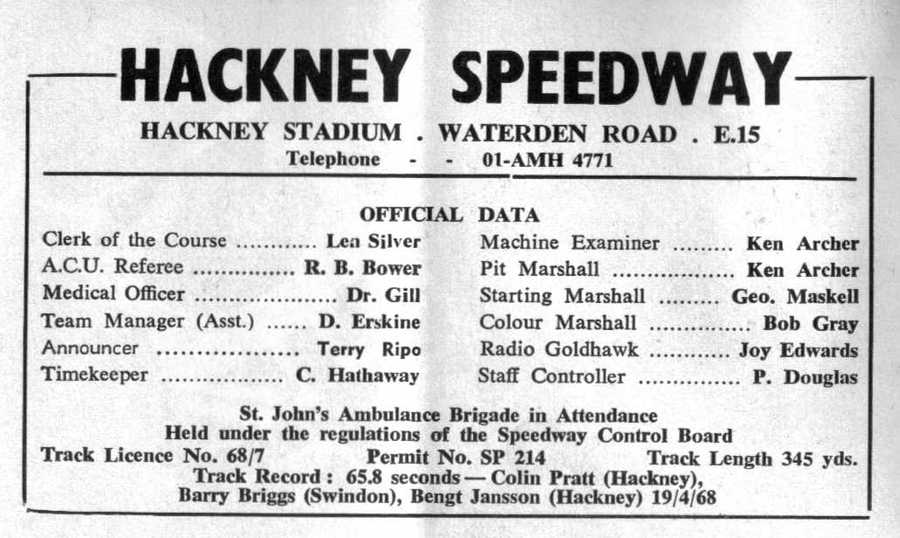 HACKNEY SPEEDWAY
HACKNEY STADIUM . WATERDEN ROAD . E.15
Telephone - - 01-AMH 4771
OFFICIAL DATA
Clerk of the Course ............ Len Silver
A.C.U. Referee ............... R. B. Bower
Medical Officer ..................... Dr. Gill
Team Manager (Asst.) ...... D. Erskine
Announcer ..................... Terry Ripo
Timekeeper .................. C. Hathaway
Machine Examiner ......... Ken Archer
Pit Marshall .................. Ken Archer
Starting Marshall ......... Geo. Maskell
Colour Marshall ............... Bob Gray
Radio Goldhawk ............ Joy Edwards
Staff Controller ............... P. Douglas
St. John's Ambulance Brigade in Attendance
Held under the regulations of the Speedway Control Board
Track Licence No. 68/7 Permit No. SP 214 Track Length 345 yds.
Track Record : 65.8 seconds — Colin Pratt (Hackney),
Barry Briggs (Swindon), Bengt Jansson (Hackney) 19/4/68